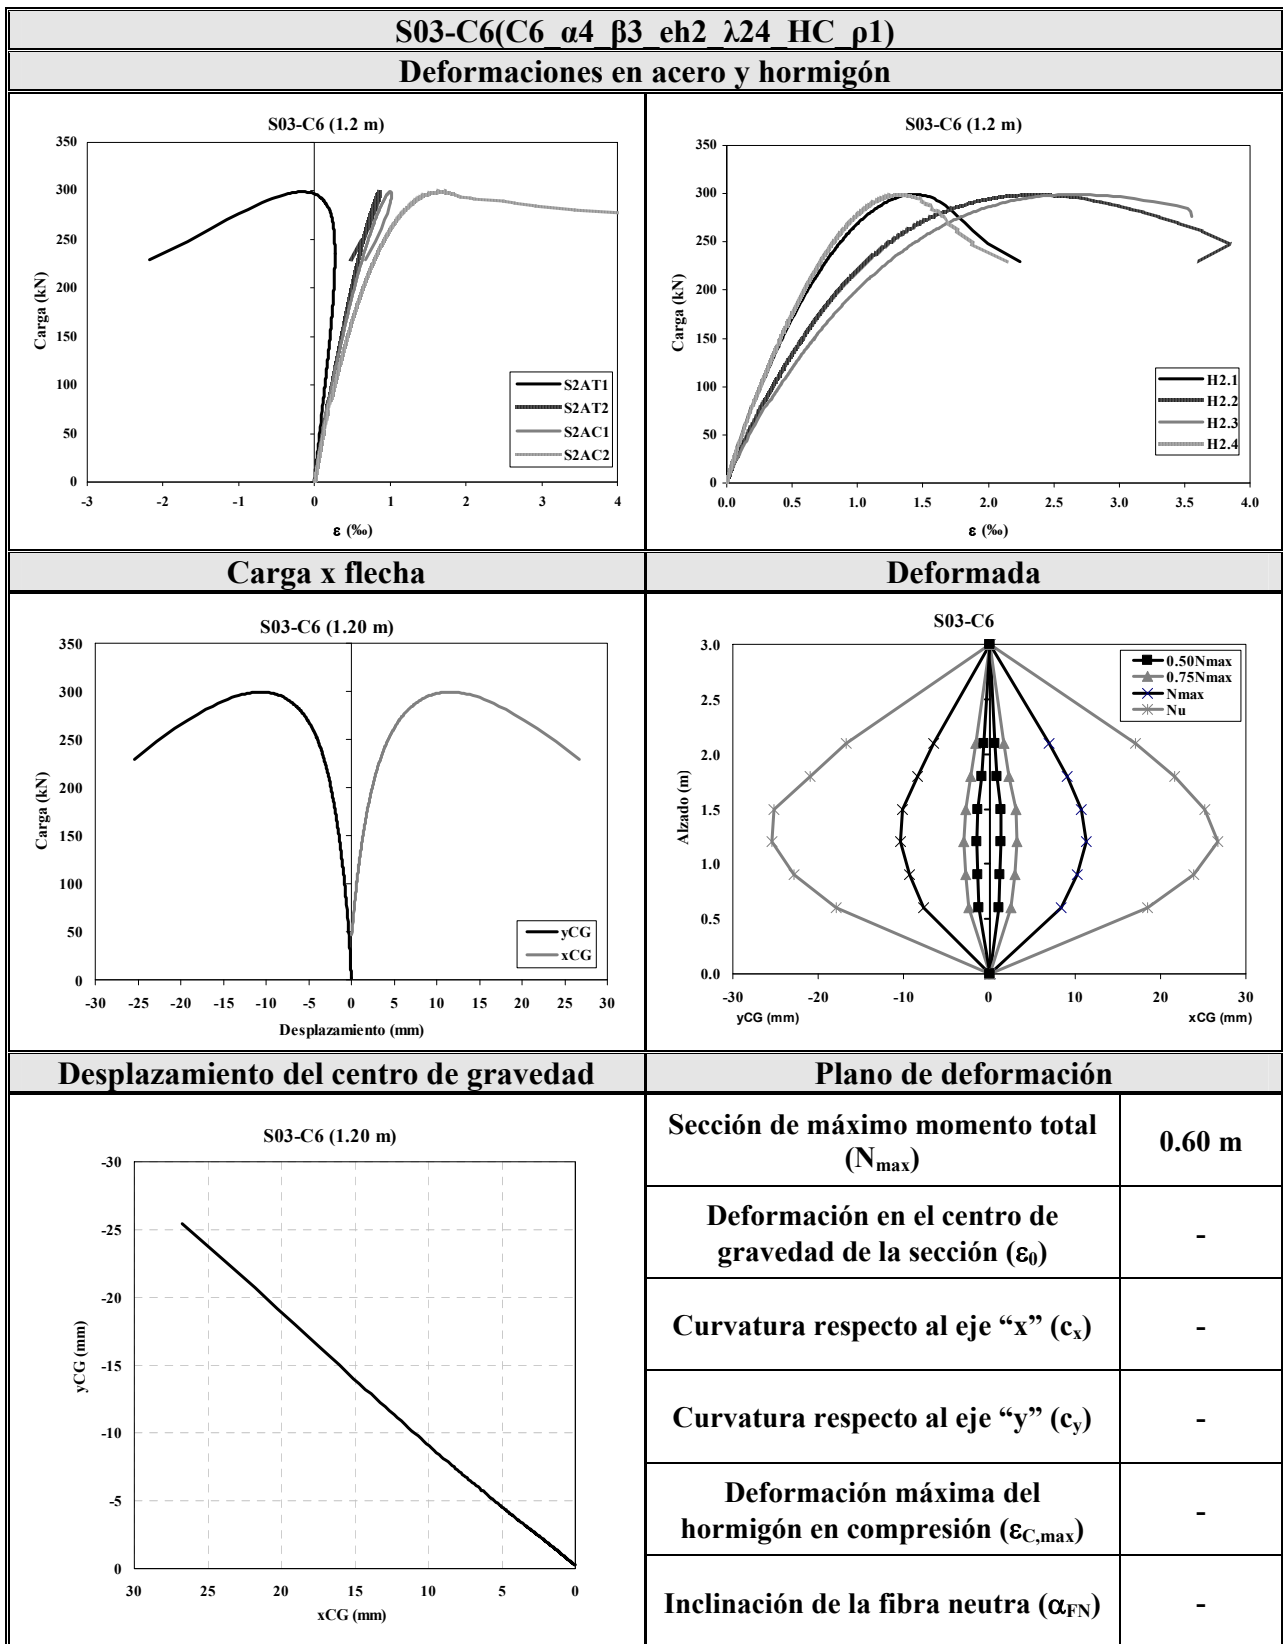 S03-C6(C6_α4_β3_eh2_λ24_HC_ρ1)
Deformaciones en acero y hormigón
S03-C6 (1.2 m)
350
300
250
200
150
100
50
0
Carga (kN)
-3 -2 -1 0 1 2 3 4
ε (‰)
S2AT1
S2AT2
S2AC1
S2AC2
S03-C6 (1.2 m)
350
300
250
200
150
100
50
0
Carga (kN)
0.0 0.5 1.0 1.5 2.0 2.5 3.0 3.5 4.0
ε (‰)
H2.1
H2.2
H2.3
H2.4
Carga x flecha
Deformada
S03-C6 (1.20 m)
350
300
250
200
150
100
50
0
Carga (kN)
-30 -25 -20 -15 -10 -5 0 5 10 15 20 25 30
Desplazamiento (mm)
yCG
xCG
S03-C6
3.0
2.5
2.0
1.5
1.0
0.5
0.0
Alzado (m)
-30 -20 -10 0 10 20 30
yCG (mm) xCG (mm)
0.50Nmax
0.75Nmax
Nmax
Nu
Desplazamiento del centro de gravedad
Plano de deformación
S03-C6 (1.20 m)
-30
-25
-20
-15
-10
-5
0
yCG (mm)
30 25 20 15 10 5 0
xCG (mm)
Sección de máximo momento total
(Nmax)
0.60 m
Deformación en el centro de
gravedad de la sección (ε0)
-
Curvatura respecto al eje “x” (cx)
-
Curvatura respecto al eje “y” (cy)
-
Deformación máxima del
hormigón en compresión (εC,max)
-
Inclinación de la fibra neutra (αFN)
-